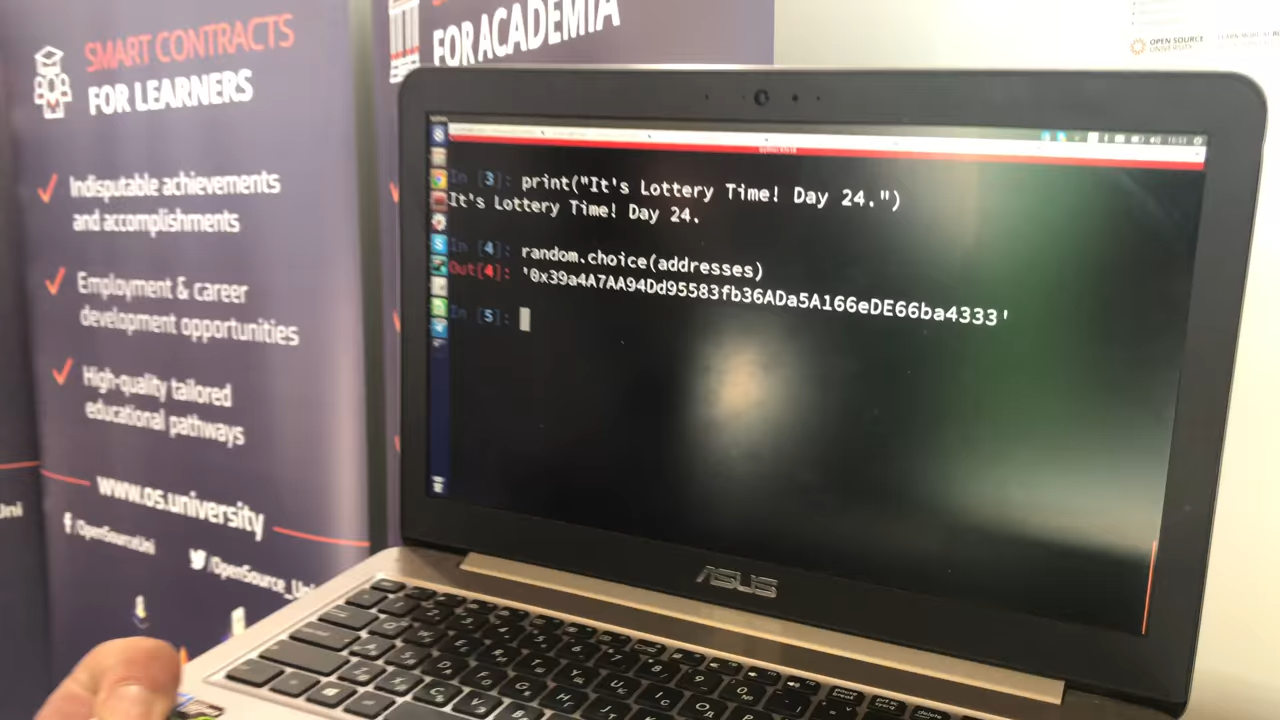 SMART CONTRACTS
FOR LEARNERS
Indisputable achievements
and accomplishments
Employment & career
development opportunities
High-quality tailored
educational pathways
www.os.university
/OpenSourceUni
/OpenSource_Uni
FOR ACADEMIA
OPEN SOURCE
UNIVERSITY
In [3]: print("It's Lottery Time! Day 24.")
It's Lottery Time! Day 24.
In [4]: random.choice(addresses)
Out[4]: '0x39a4A7AA94Dd95583fb36ADa5A166eDE66ba4333'
In [5]:
ASUS